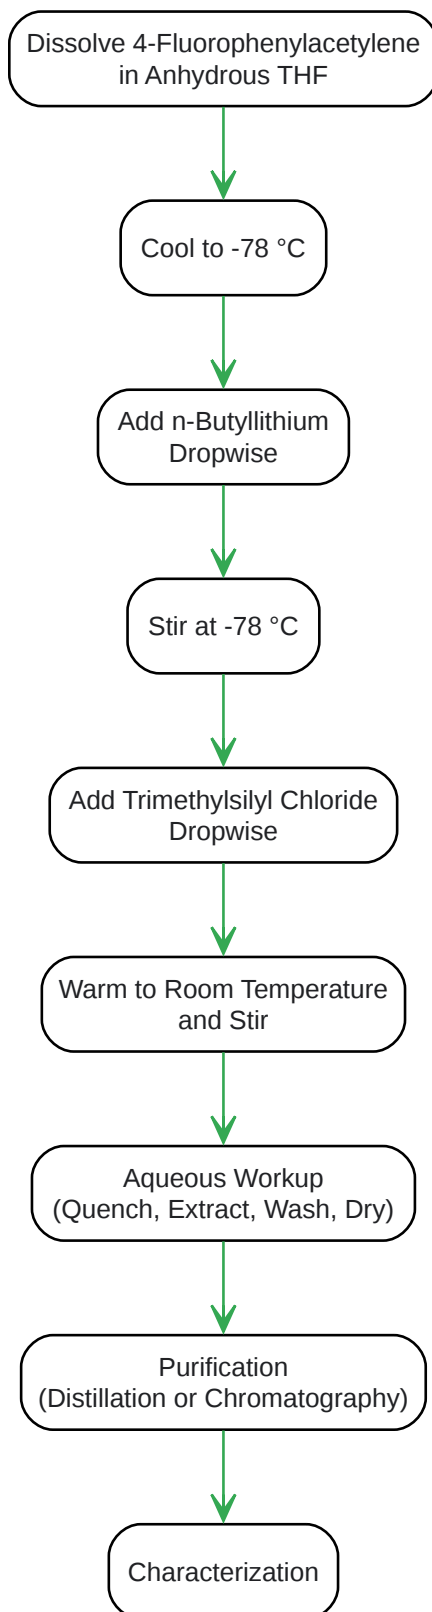 Dissolve 4-Fluorophenylacetylene
in Anhydrous THF
Cool to -78 °C
Add n-Butyllithium
Dropwise
Stir at -78 °C
Add Trimethylsilyl Chloride
Dropwise
Warm to Room Temperature
and Stir
Aqueous Workup
(Quench, Extract, Wash, Dry)
Purification
(Distillation or Chromatography)
Characterization